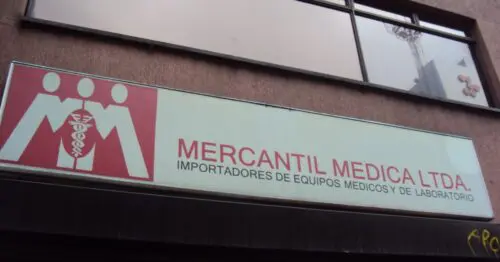 MERCANTIL MEDICA LTDA.
IMPORTADORES DE EQUIPOS MEDICOS Y DE LABORATORIO